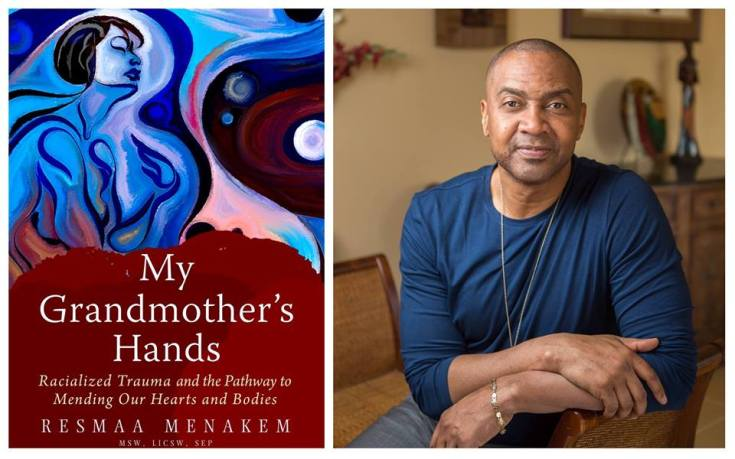 My
Grandmother's
Hands
Racialized Trauma and the Pathway to
Mending Our Hearts and Bodies
RESMAA MENAKEM
MSW, LICSW, SEP